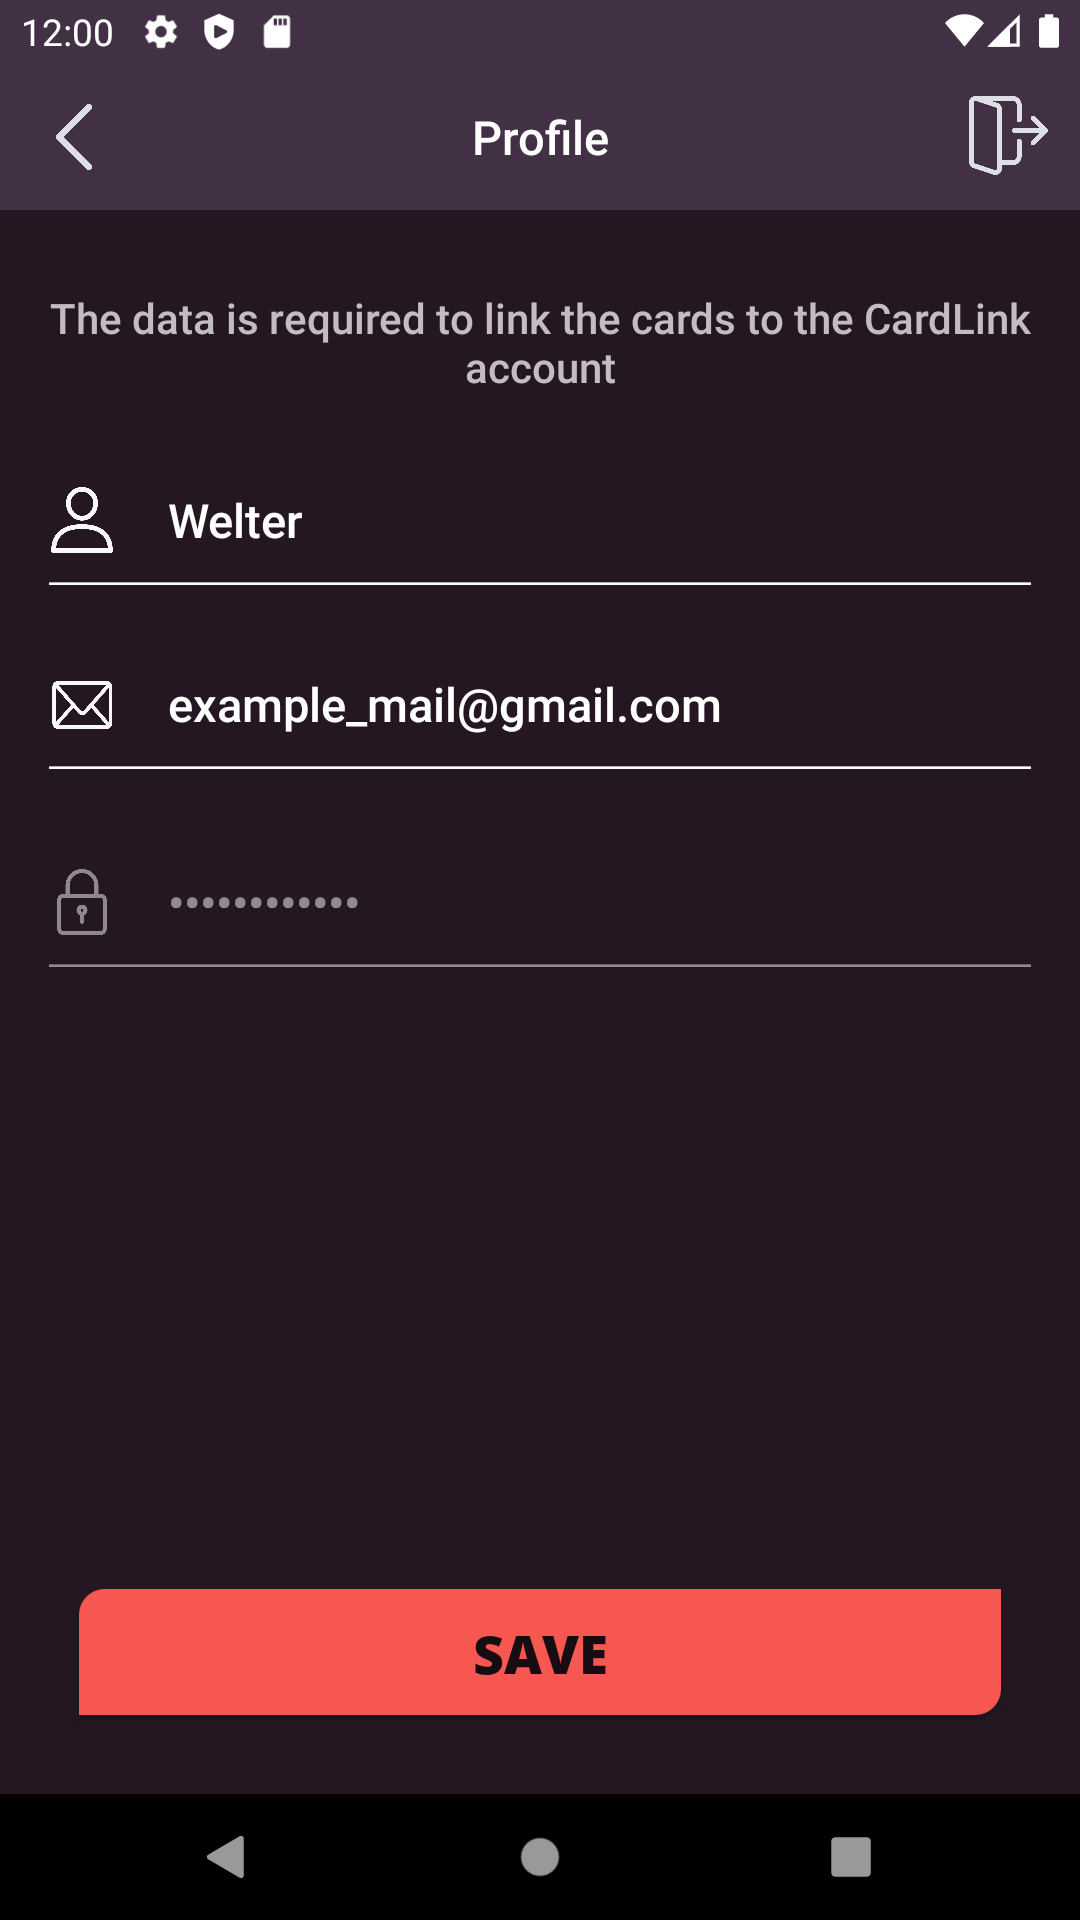 12:00
Profile
The data is required to link the cards to the CardLink
account
Welter
example_mail@gmail.com
••••••••••••
SAVE